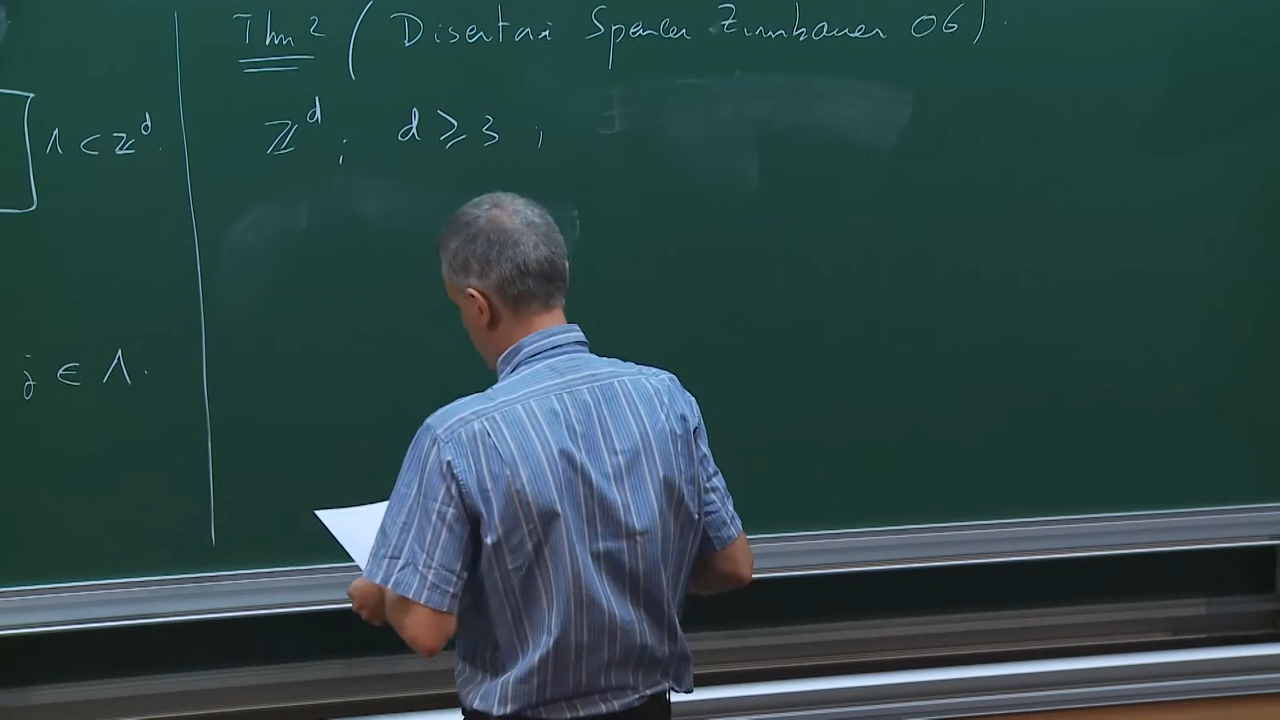 Λ ⊂ ℤ^d.
j ∈ Λ.
Thm 2 ( Disertori Spencer Zirnbauer 06).
ℤ^d ; d ≥ 3 ;